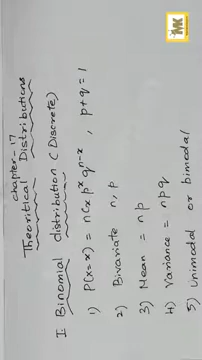 Chapter-17
Theoritical Distributions
I Binomial distribution (Discrete)
1) P(X=x) = nCx p^x q^n-x , p+q=1
2) Bivariate n, p
3) Mean = np
4) Variance = npq
5) Unimodal or bimodal
MK